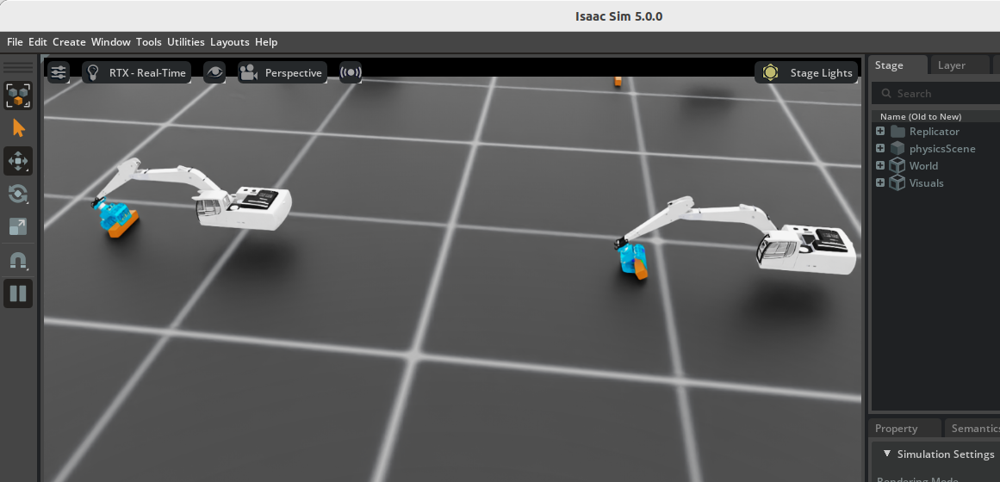 Isaac Sim 5.0.0
File Edit Create Window Tools Utilities Layouts Help
RTX - Real-Time
Perspective
Stage Lights
Stage
Layer
Search
Name (Old to New)
Replicator
physicsScene
World
Visuals
Property
Semantics
Simulation Settings
Rendering Mode